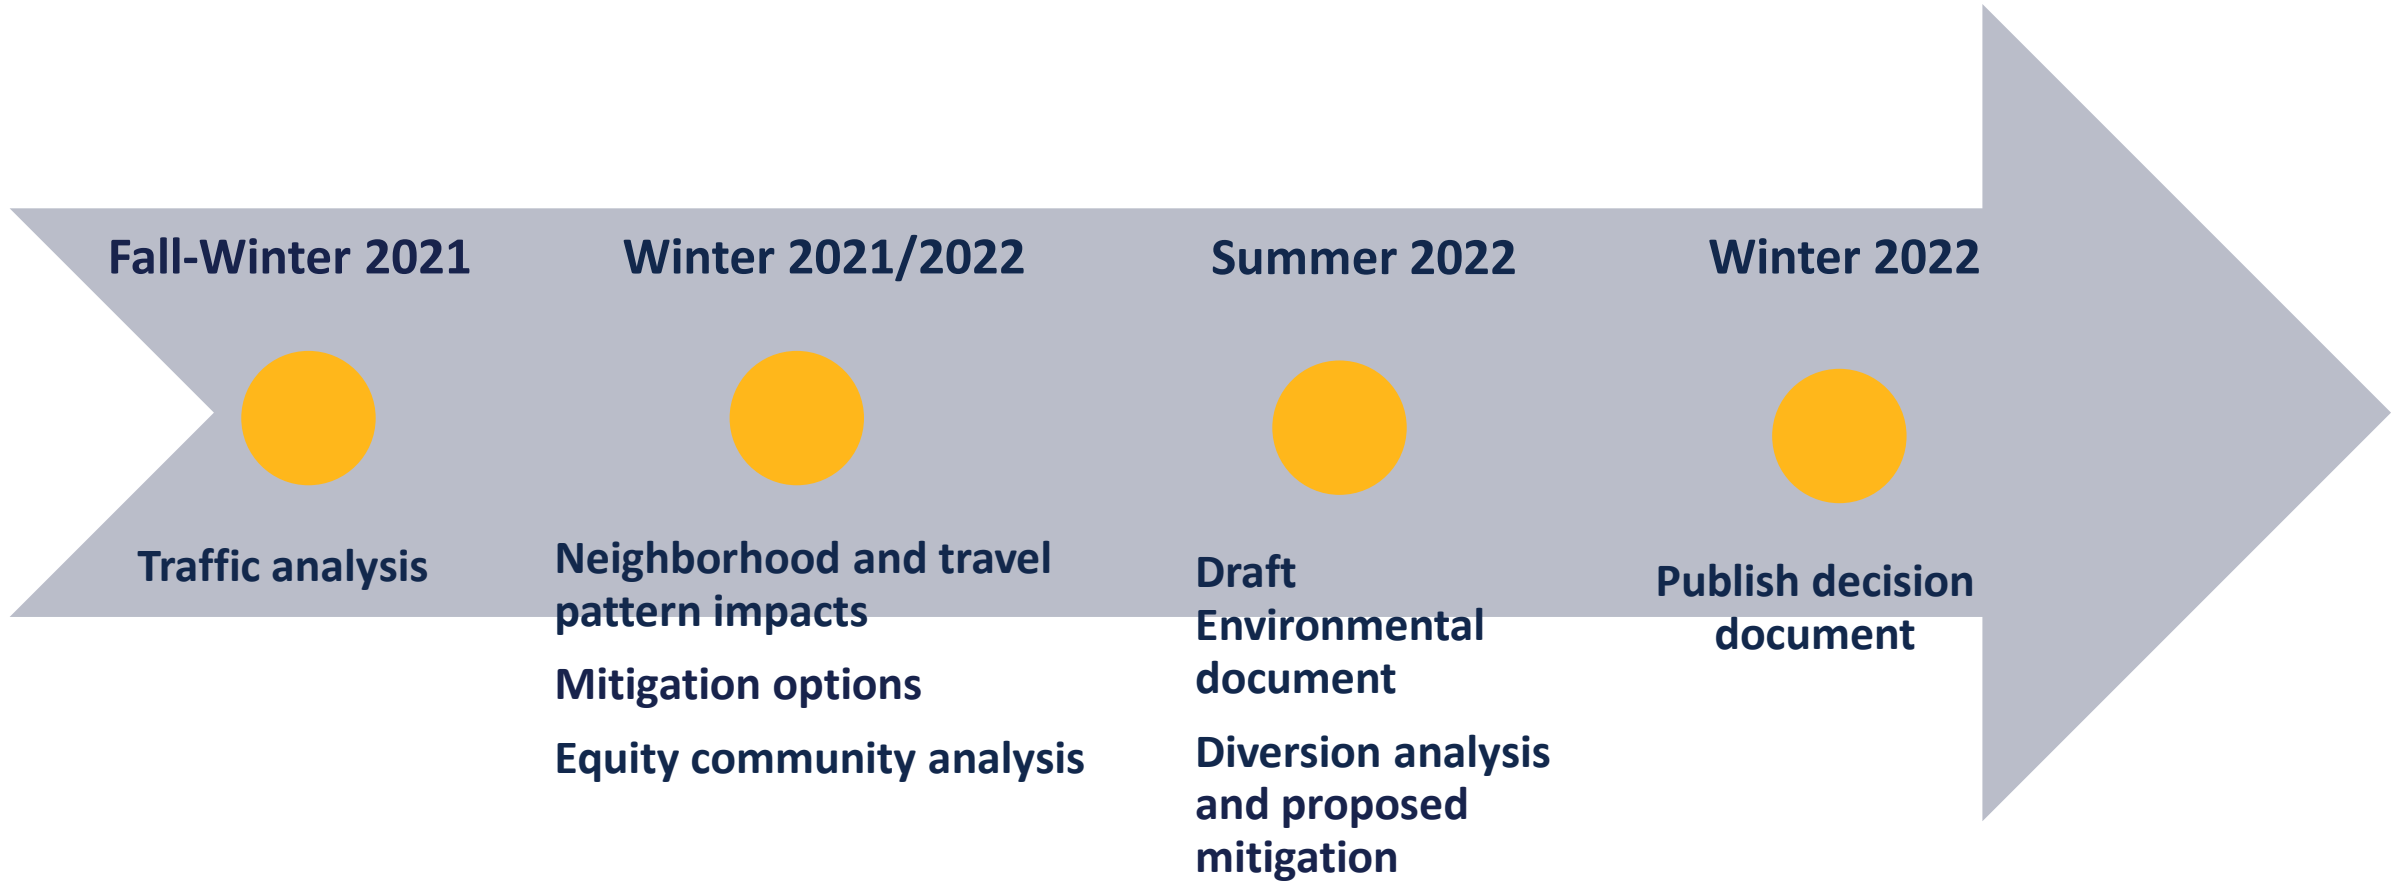 Fall-Winter 2021
Winter 2021/2022
Summer 2022
Winter 2022
Traffic analysis
Neighborhood and travel
pattern impacts
Mitigation options
Equity community analysis
Draft
Environmental
document
Diversion analysis
and proposed
mitigation
Publish decision
document